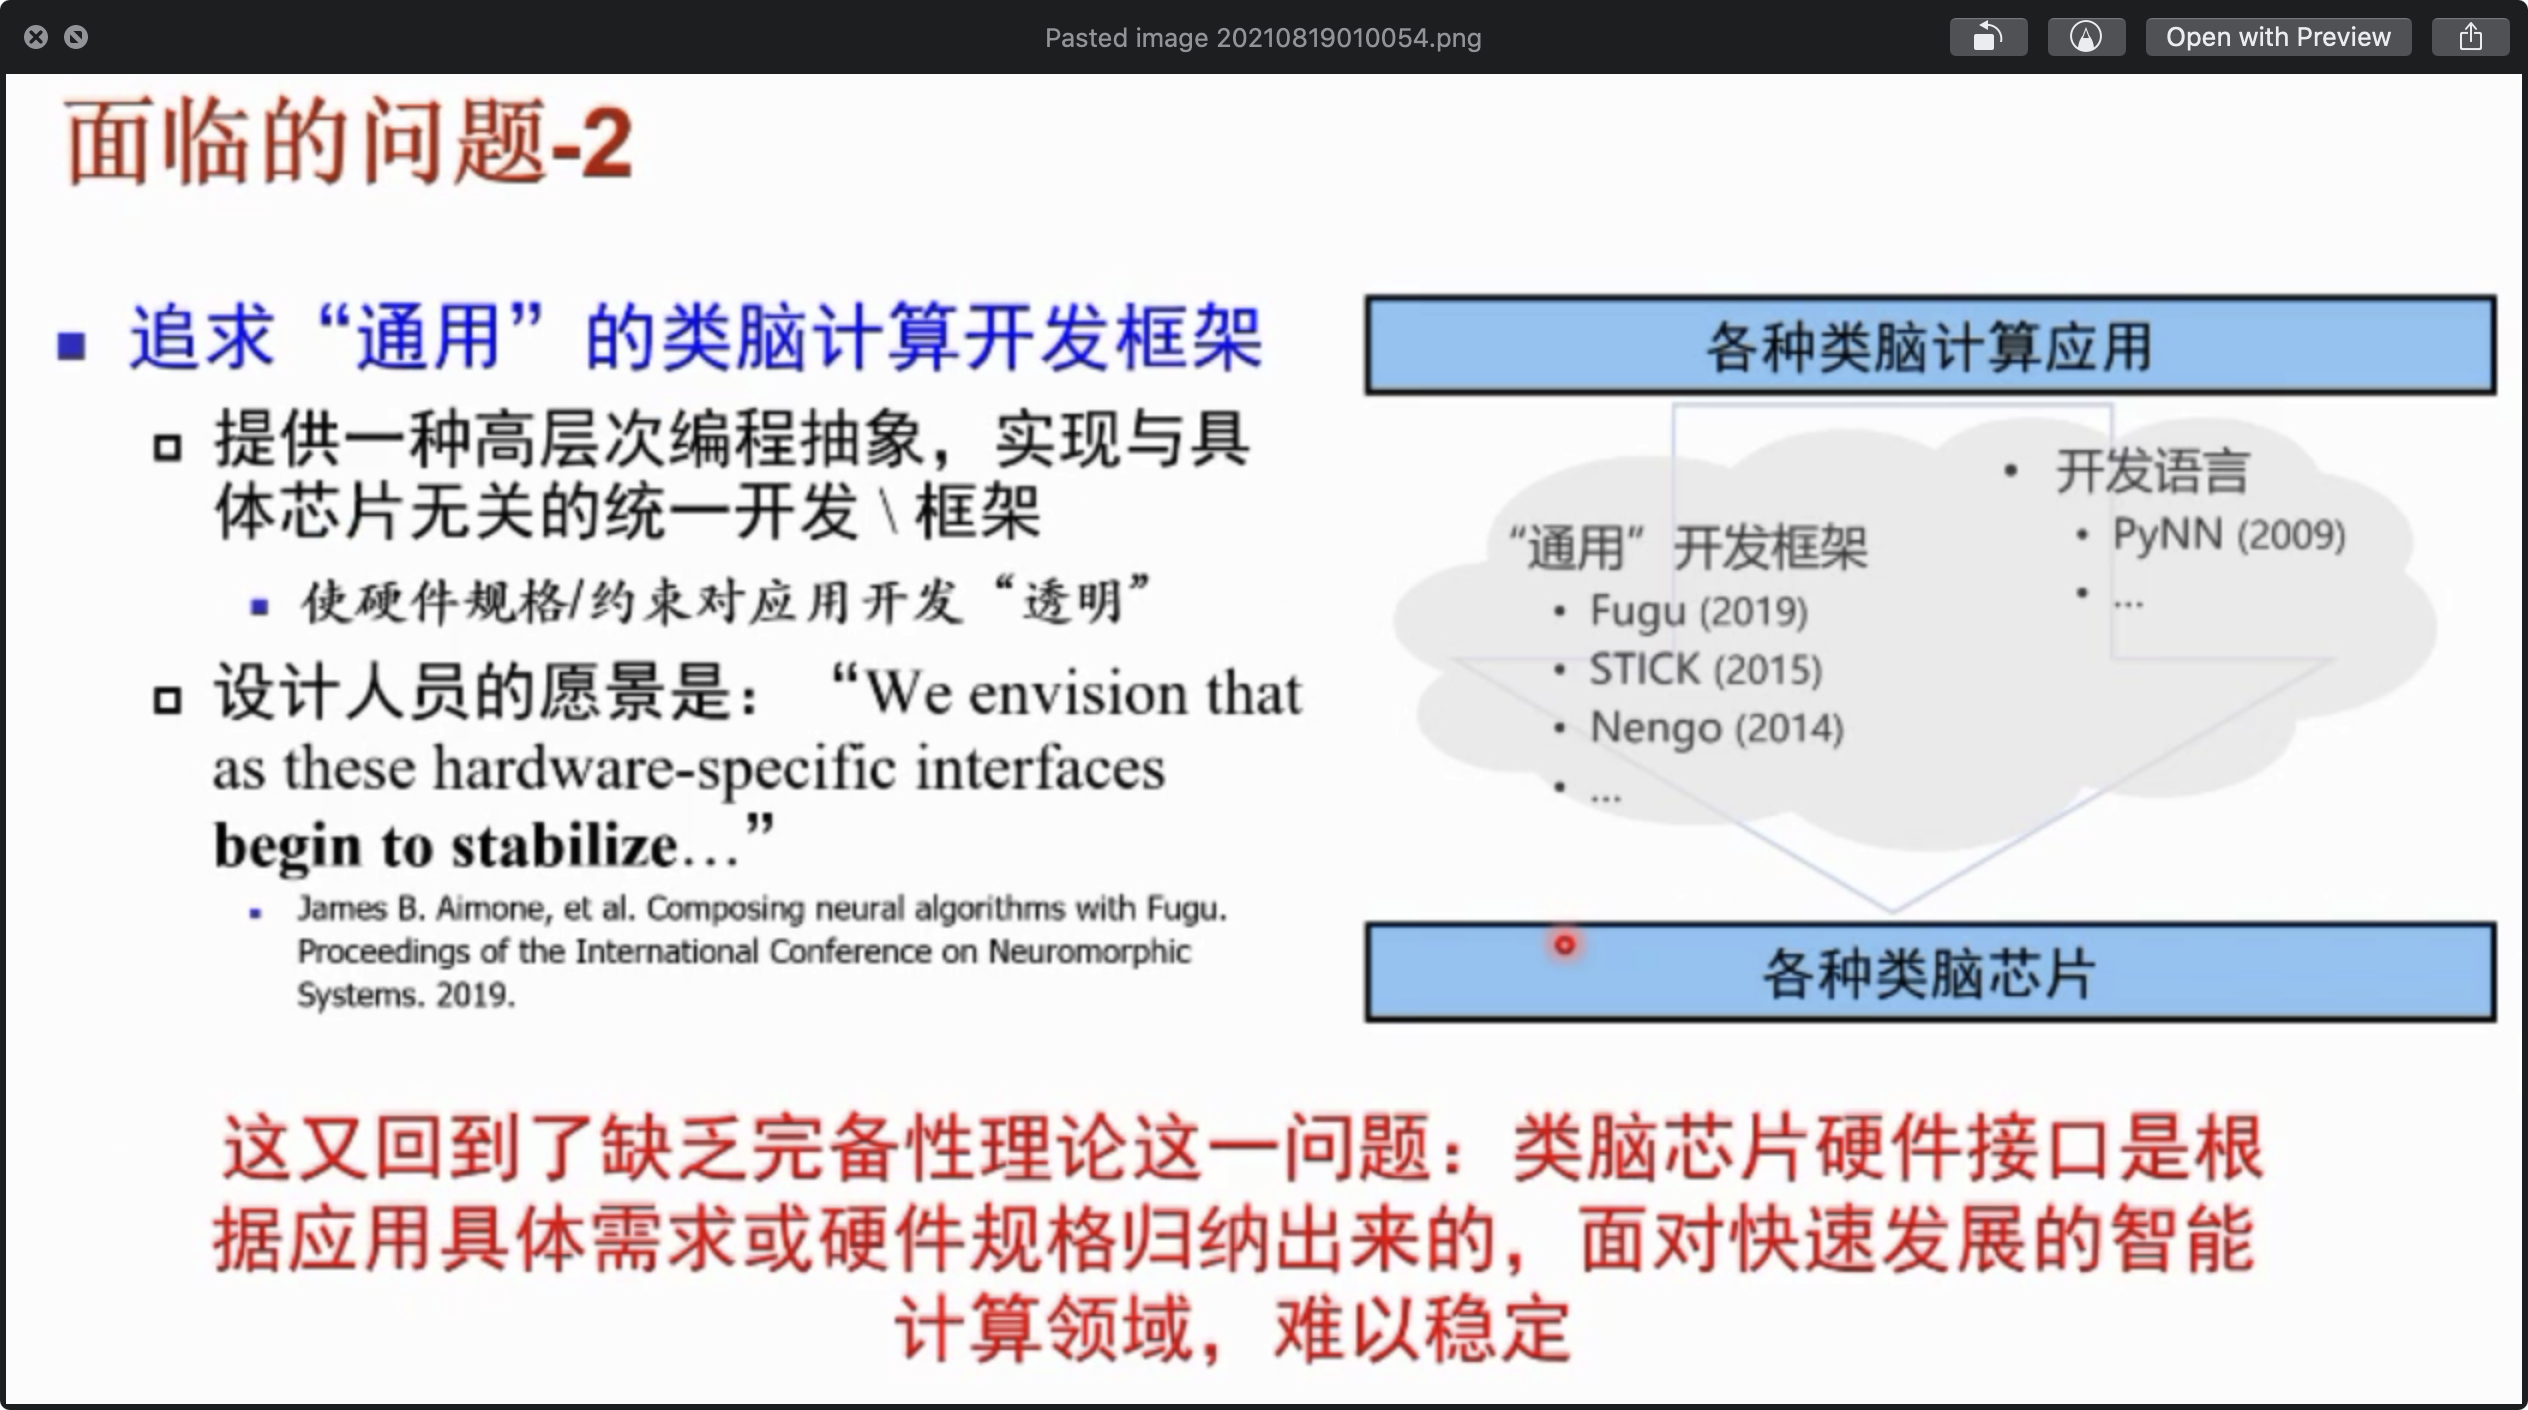 Pasted image 20210819010054.png
Open with Preview
面临的问题-2
追求“通用”的类脑计算开发框架
提供一种高层次编程抽象，实现与具
体芯片无关的统一开发\框架
使硬件规格/约束对应用开发“透明”
设计人员的愿景是：“We envision that
as these hardware-specific interfaces
begin to stabilize…”
James B. Aimone, et al. Composing neural algorithms with Fugu.
Proceedings of the International Conference on Neuromorphic
Systems. 2019.
各种类脑计算应用
“通用”开发框架
• Fugu (2019)
• STICK (2015)
• Nengo (2014)
• ...
• 开发语言
• PyNN (2009)
• ...
各种类脑芯片
这又回到了缺乏完备性理论这一问题：类脑芯片硬件接口是根
据应用具体需求或硬件规格归纳出来的，面对快速发展的智能
计算领域，难以稳定